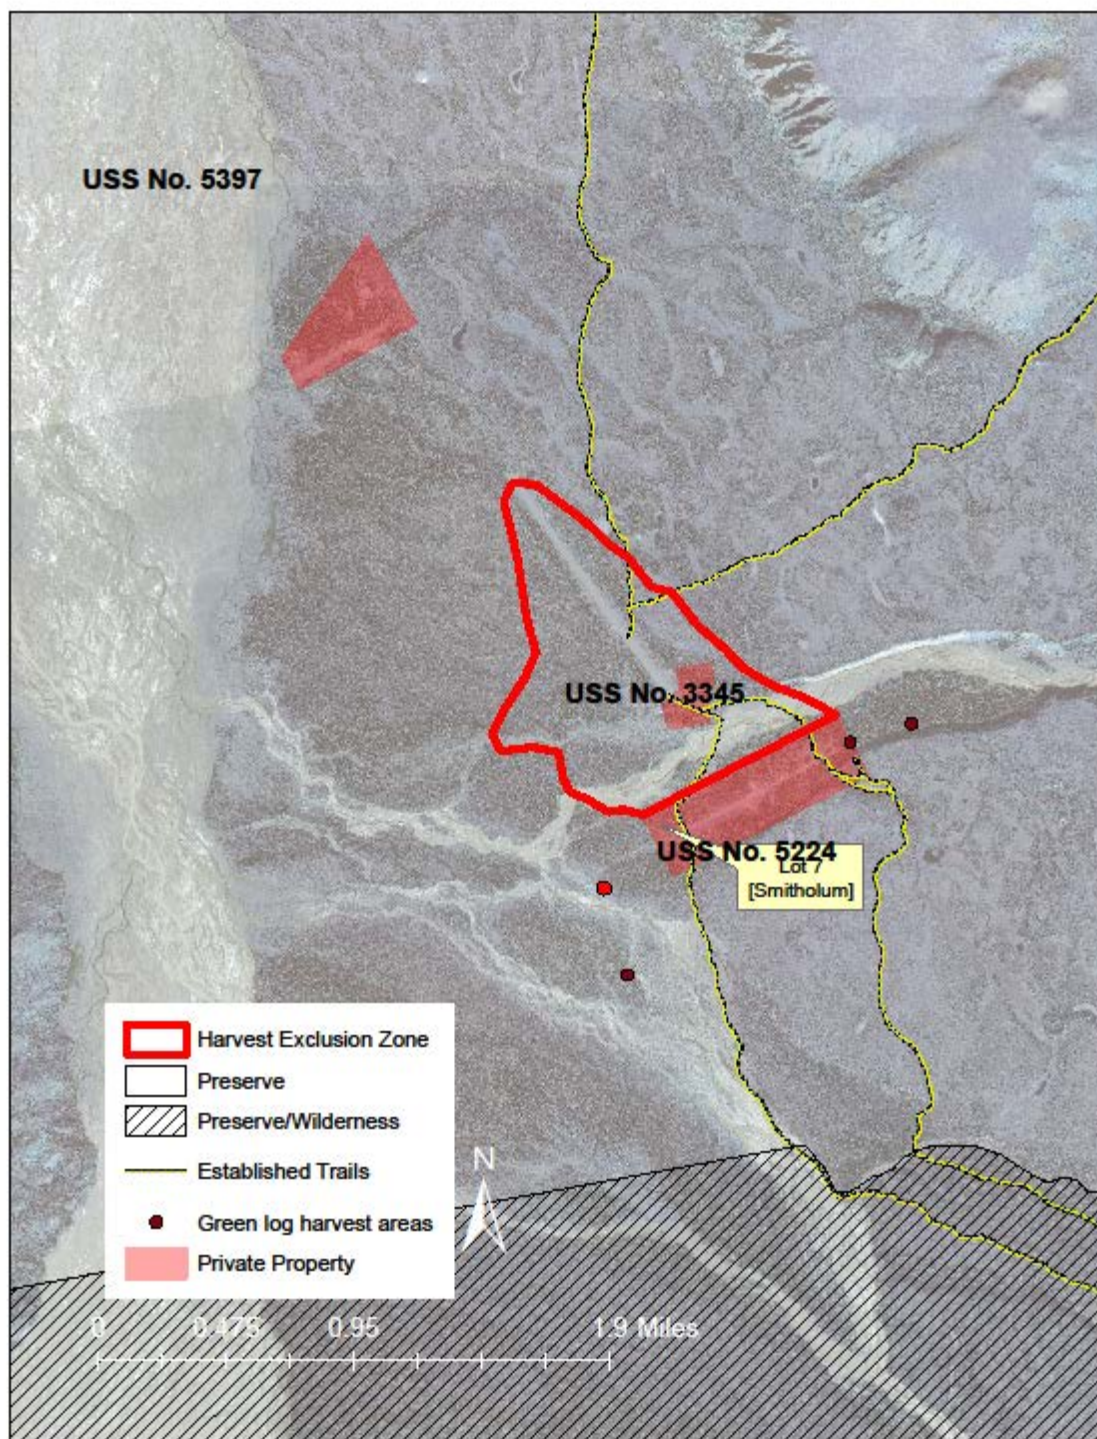 USS No. 5397
USS No. 3345
USS No. 5224
Lot 7
[Smitholum]
Harvest Exclusion Zone
Preserve
Preserve/Wilderness
Established Trails
Green log harvest areas
Private Property
N
0 0.475 0.95 1.9 Miles